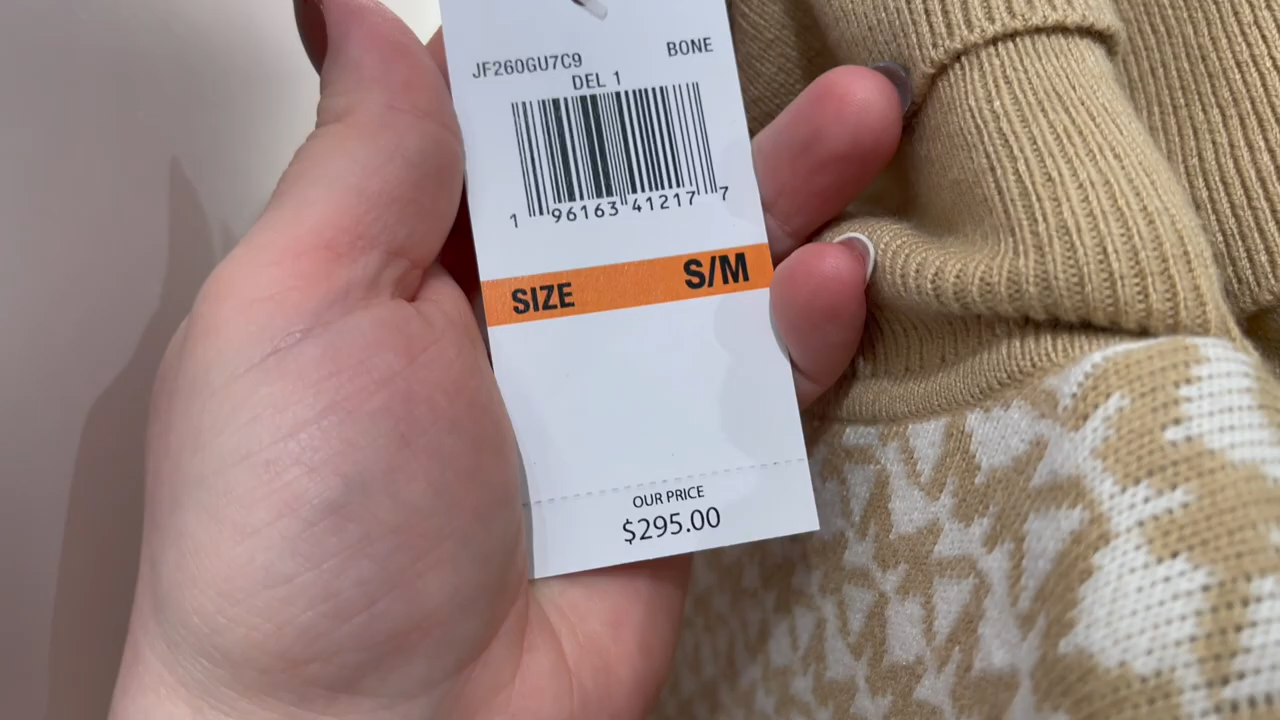 JF260GU7C9 BONE
DEL 1
1 96163 41217 7
SIZE S/M
OUR PRICE
$295.00